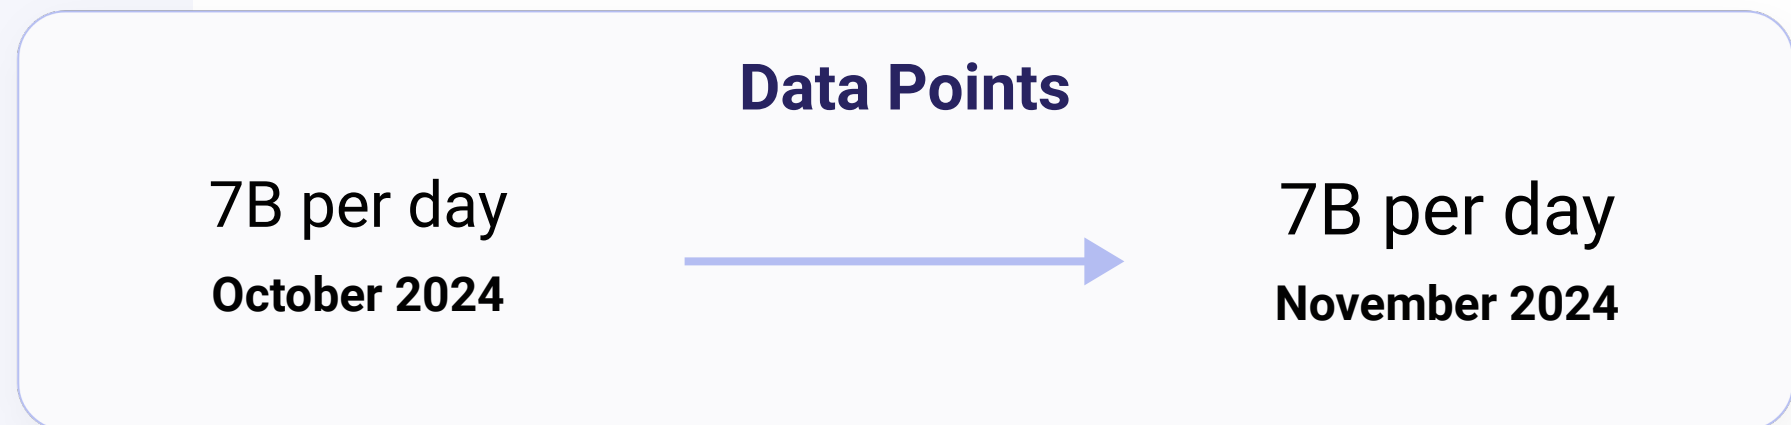 Data Points
7B per day
October 2024
7B per day
November 2024